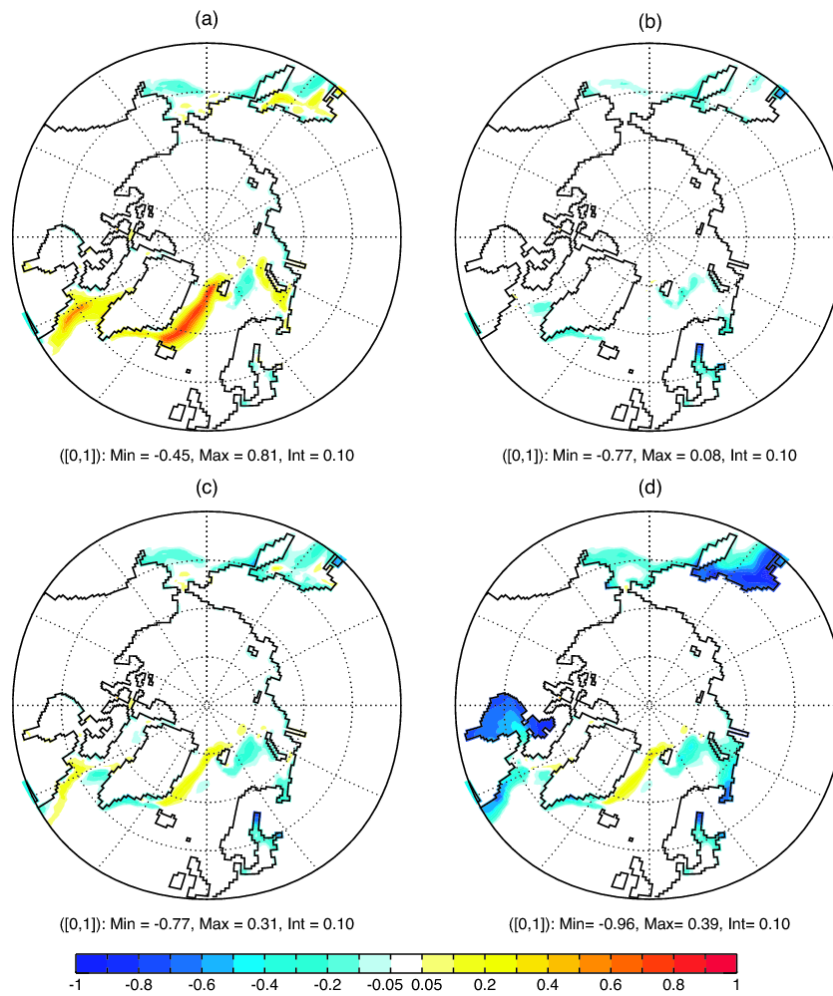 (a)
(b)
([0,1]): Min = -0.45, Max = 0.81, Int = 0.10
([0,1]): Min = -0.77, Max = 0.08, Int = 0.10
(c)
(d)
([0,1]): Min = -0.77, Max = 0.31, Int = 0.10
([0,1]): Min= -0.96, Max= 0.39, Int= 0.10
-1 -0.8 -0.6 -0.4 -0.2 -0.05 0.05 0.2 0.4 0.6 0.8 1